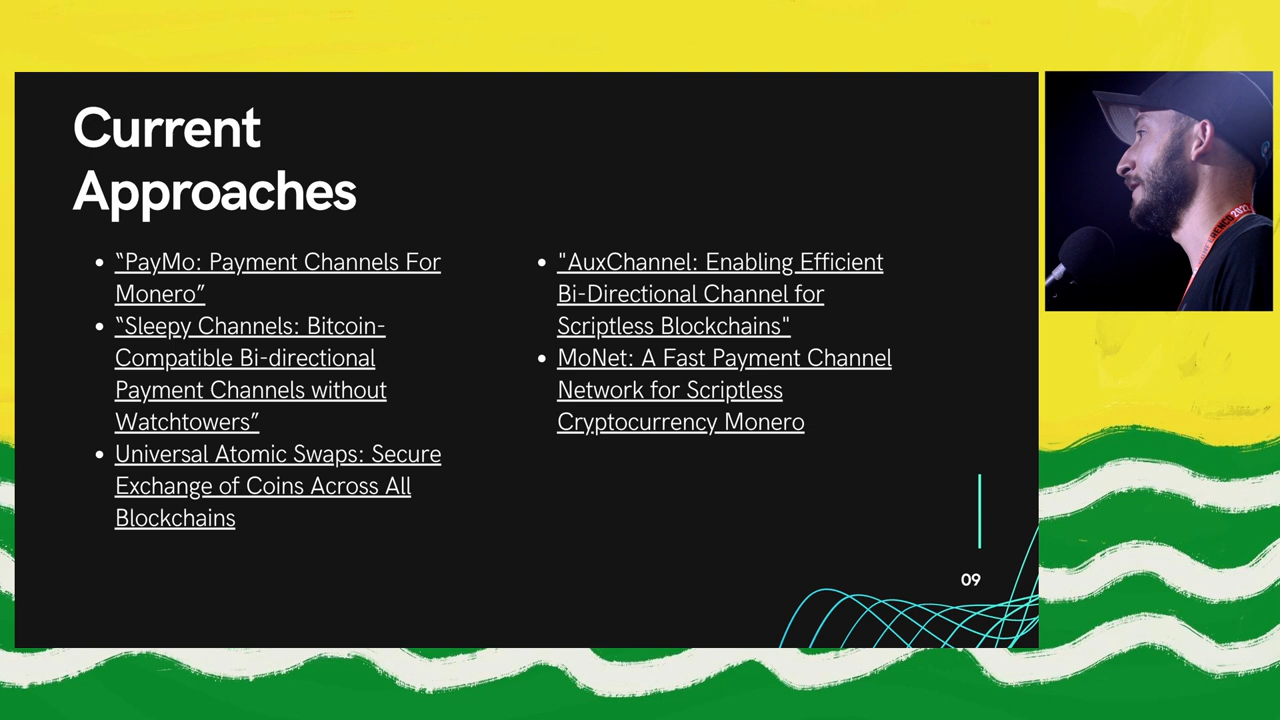 Current
Approaches
“PayMo: Payment Channels For
Monero”
“Sleepy Channels: Bitcoin-
Compatible Bi-directional
Payment Channels without
Watchtowers”
Universal Atomic Swaps: Secure
Exchange of Coins Across All
Blockchains
"AuxChannel: Enabling Efficient
Bi-Directional Channel for
Scriptless Blockchains"
MoNet: A Fast Payment Channel
Network for Scriptless
Cryptocurrency Monero
09